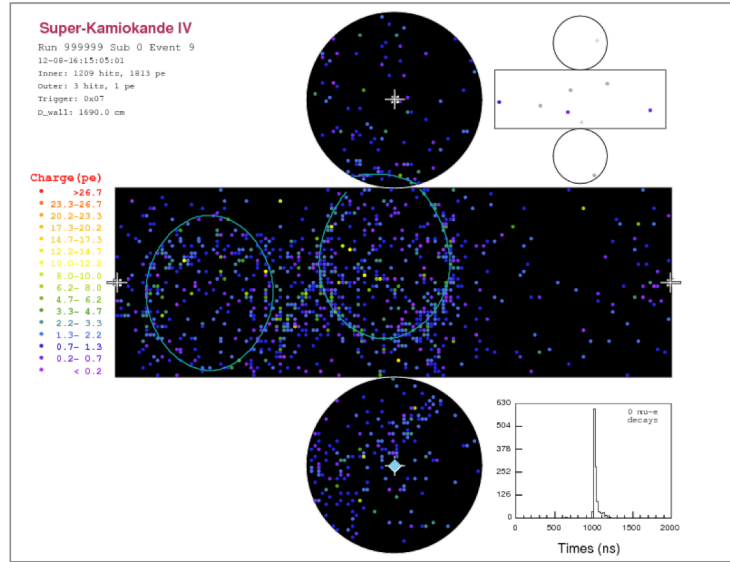 Super-Kamiokande IV
Run 999999 Sub 0 Event 9
12-08-16:15:05:01
Inner: 1209 hits, 1813 pe
Outer: 3 hits, 1 pe
Trigger: 0x07
D_wall: 1690.0 cm
Charge(pe)
>26.7
23.3-26.7
20.2-23.3
17.3-20.2
14.7-17.3
12.2-14.7
10.0-12.2
8.0-10.0
6.2- 8.0
4.7- 6.2
3.3- 4.7
2.2- 3.3
1.3- 2.2
0.7- 1.3
0.2- 0.7
< 0.2
630
504
378
252
126
0
0 mu-e
decays
0 500 1000 1500 2000
Times (ns)